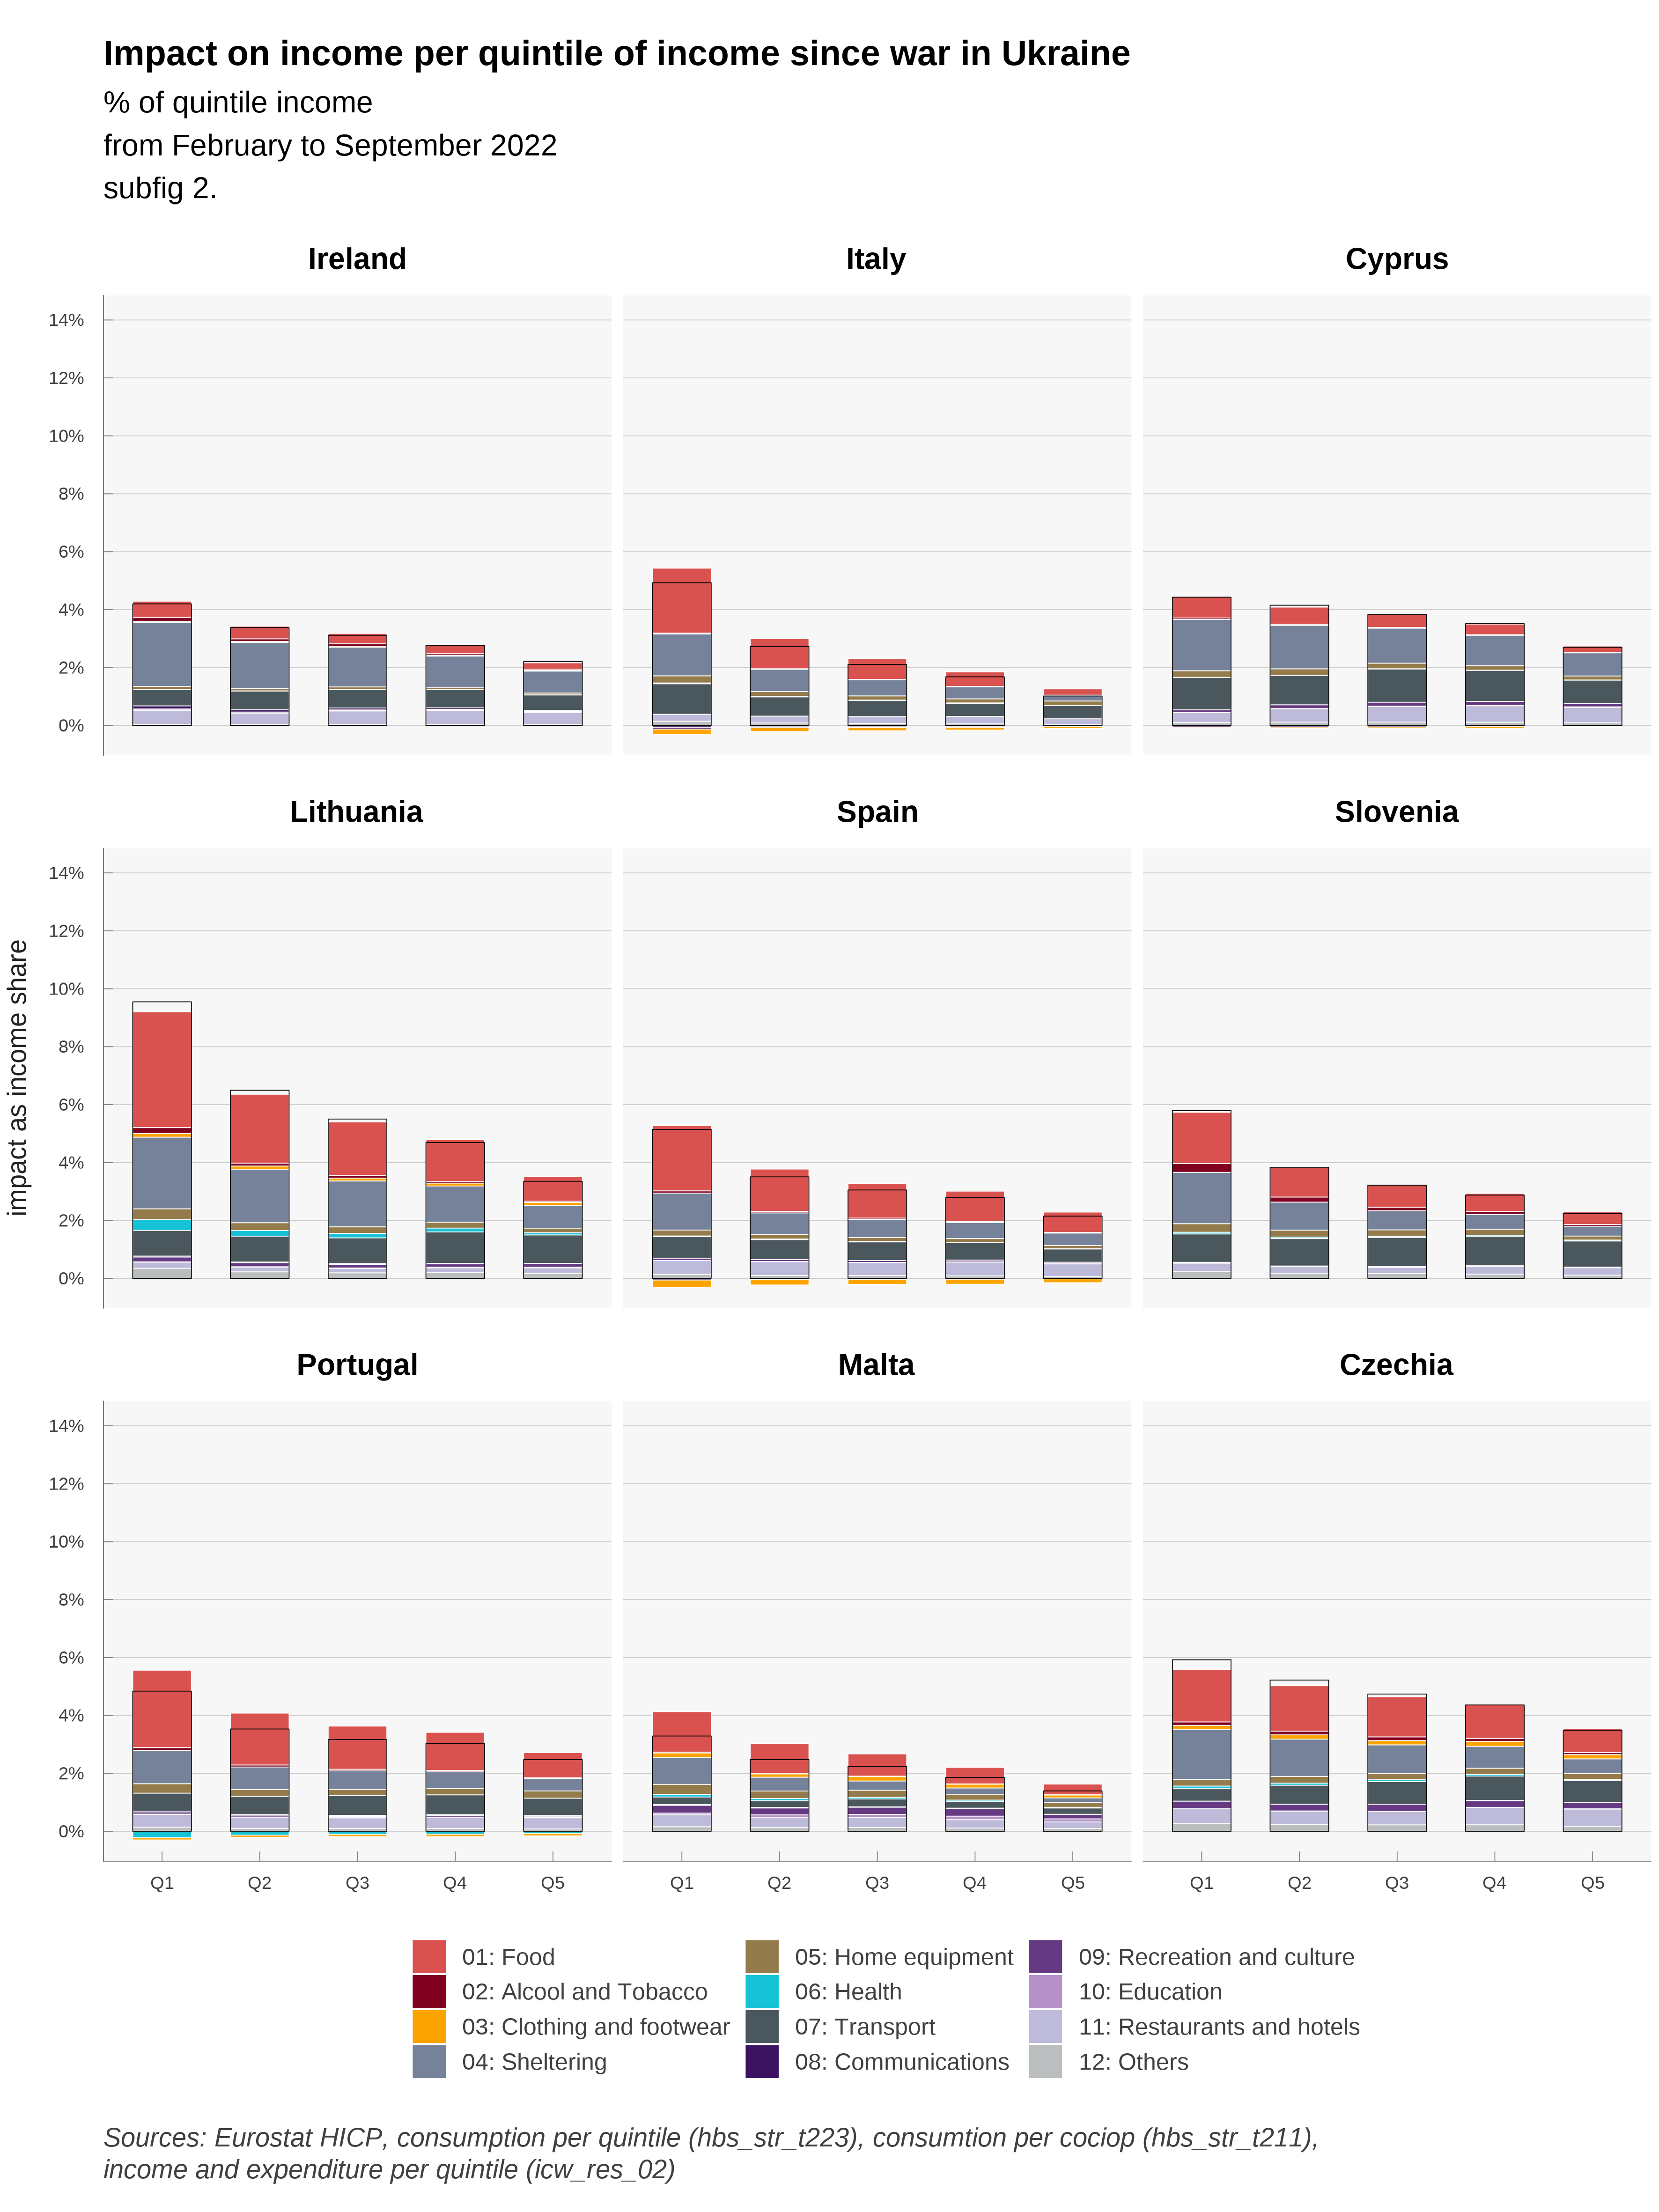 Impact on income per quintile of income since war in Ukraine
% of quintile income
from February to September 2022
subfig 2.
Ireland
Italy
Cyprus
14%
12%
10%
8%
6%
4%
2%
0%
Lithuania
Spain
Slovenia
14%
12%
10%
8%
6%
4%
2%
0%
impact as income share
Portugal
Malta
Czechia
14%
12%
10%
8%
6%
4%
2%
0%
Q1 Q2 Q3 Q4 Q5
Q1 Q2 Q3 Q4 Q5
Q1 Q2 Q3 Q4 Q5
01: Food
02: Alcool and Tobacco
03: Clothing and footwear
04: Sheltering
05: Home equipment
06: Health
07: Transport
08: Communications
09: Recreation and culture
10: Education
11: Restaurants and hotels
12: Others
Sources: Eurostat HICP, consumption per quintile (hbs_str_t223), consumtion per cociop (hbs_str_t211),
income and expenditure per quintile (icw_res_02)